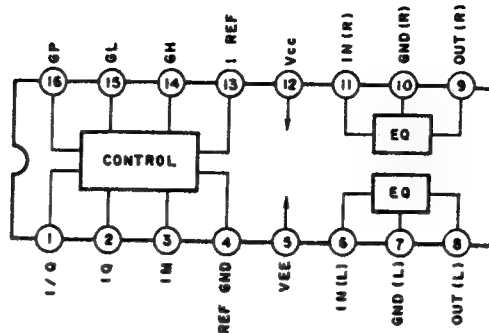 GP GL GH I REF Vcc IN(R) GND(R) OUT(R)
16 15 14 13 12 11 10 9
CONTROL EQ
EQ
1 2 3 4 5 6 7 8
I/Q IQ IM REF GND VEE IN(L) GND(L) OUT(L)